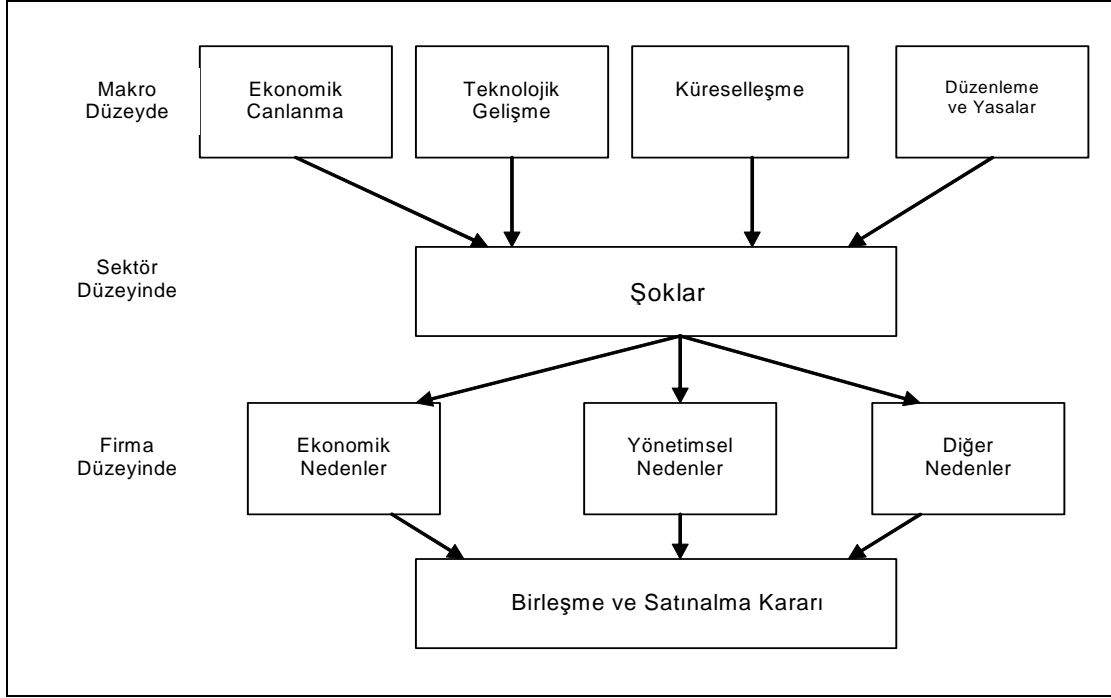 Makro
Düzeyde
Ekonomik
Canlanma
Teknolojik
Gelişme
Küreselleşme
Düzenleme
ve Yasalar
Sektör
Düzeyinde
Şoklar
Firma
Düzeyinde
Ekonomik
Nedenler
Yönetimsel
Nedenler
Diğer
Nedenler
Birleşme ve Satınalma Kararı